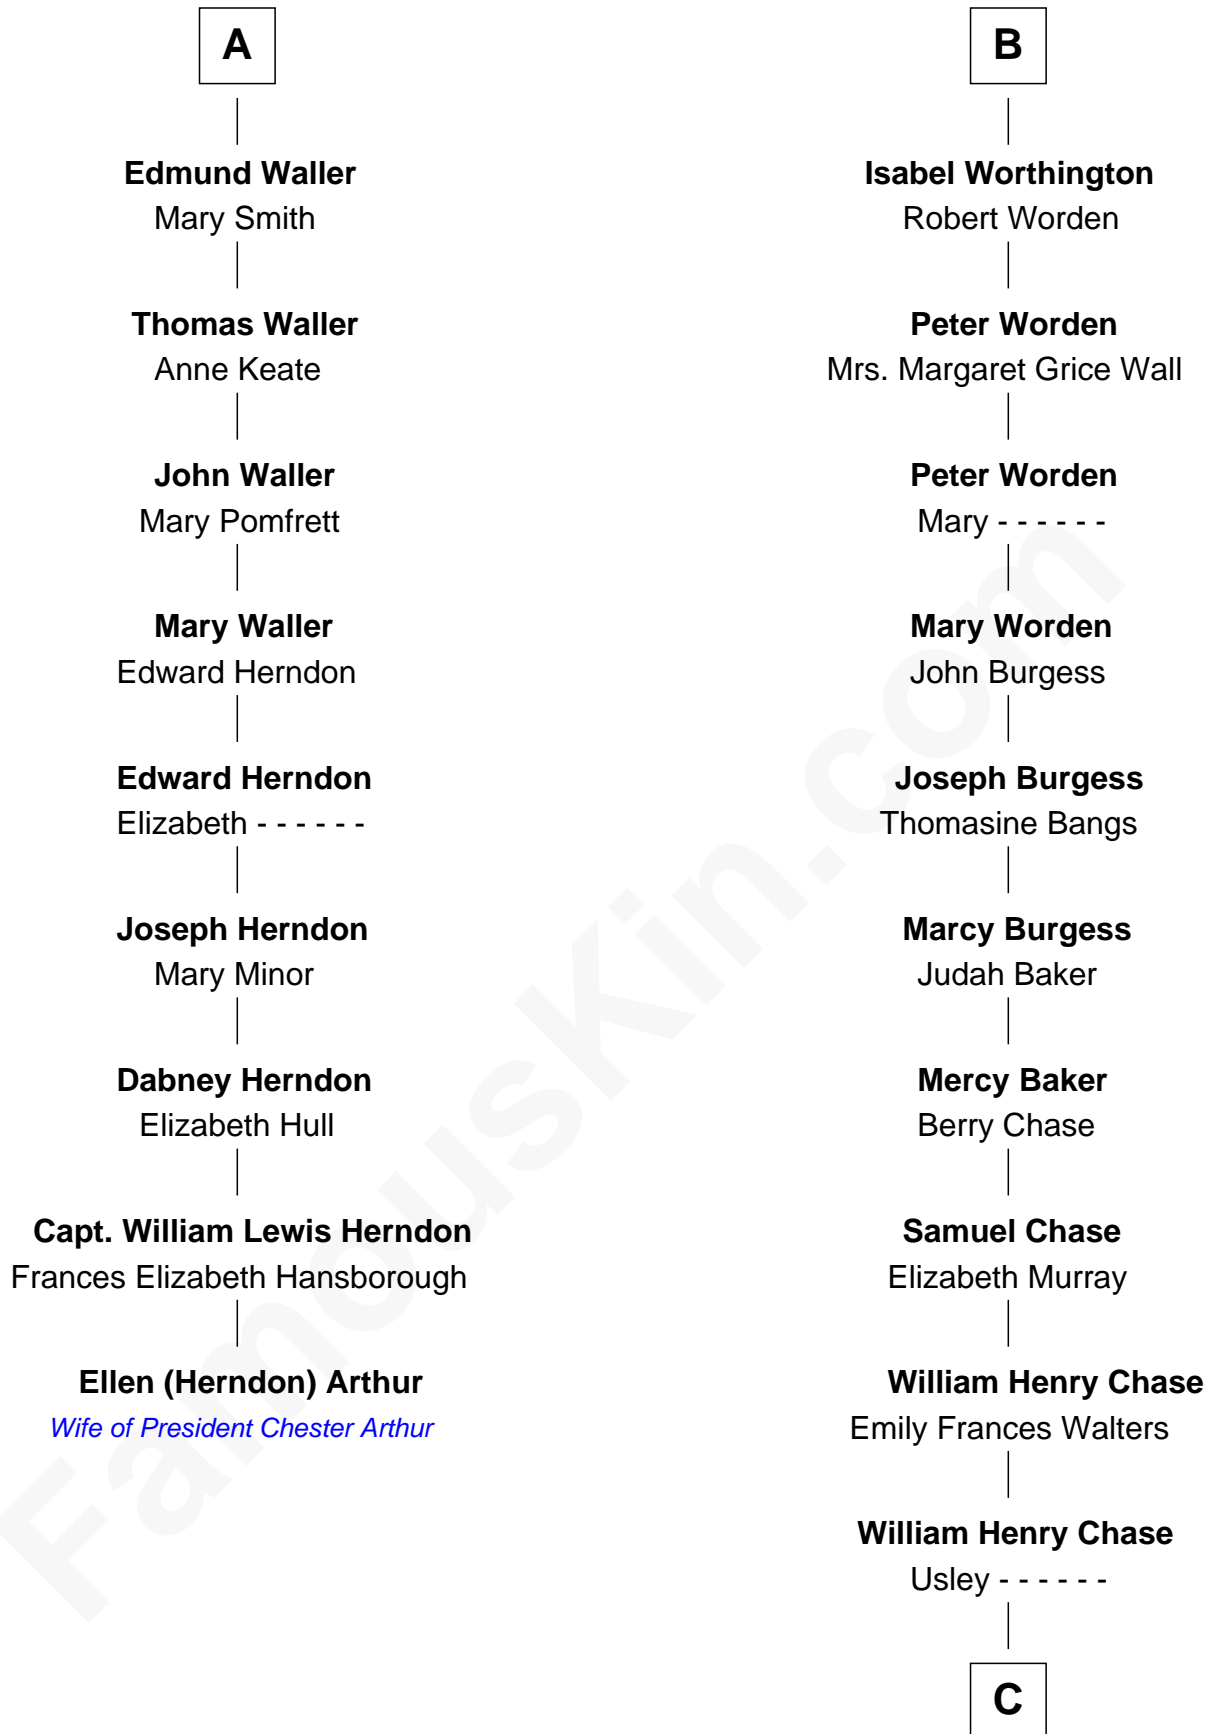 A
Edmund Waller
Mary Smith
Thomas Waller
Anne Keate
John Waller
Mary Pomfrett
Mary Waller
Edward Herndon
Edward Herndon
Elizabeth - - - - - -
Joseph Herndon
Mary Minor
Dabney Herndon
Elizabeth Hull
Capt. William Lewis Herndon
Frances Elizabeth Hansborough
Ellen (Herndon) Arthur
Wife of President Chester Arthur
B
Isabel Worthington
Robert Worden
Peter Worden
Mrs. Margaret Grice Wall
Peter Worden
Mary - - - - - -
Mary Worden
John Burgess
Joseph Burgess
Thomasine Bangs
Marcy Burgess
Judah Baker
Mercy Baker
Berry Chase
Samuel Chase
Elizabeth Murray
William Henry Chase
Emily Frances Walters
William Henry Chase
Usley - - - - - -
C
FamousKin.com